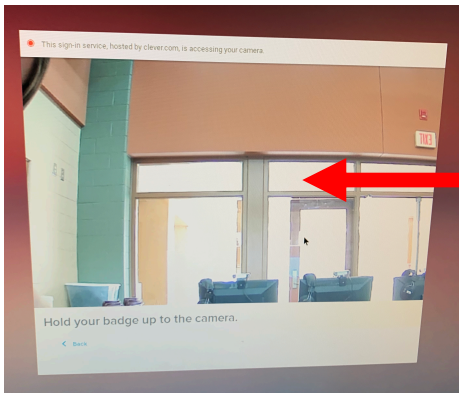 This sign-in service, hosted by clever.com, is accessing your camera.
EXIT
Hold your badge up to the camera.
Back